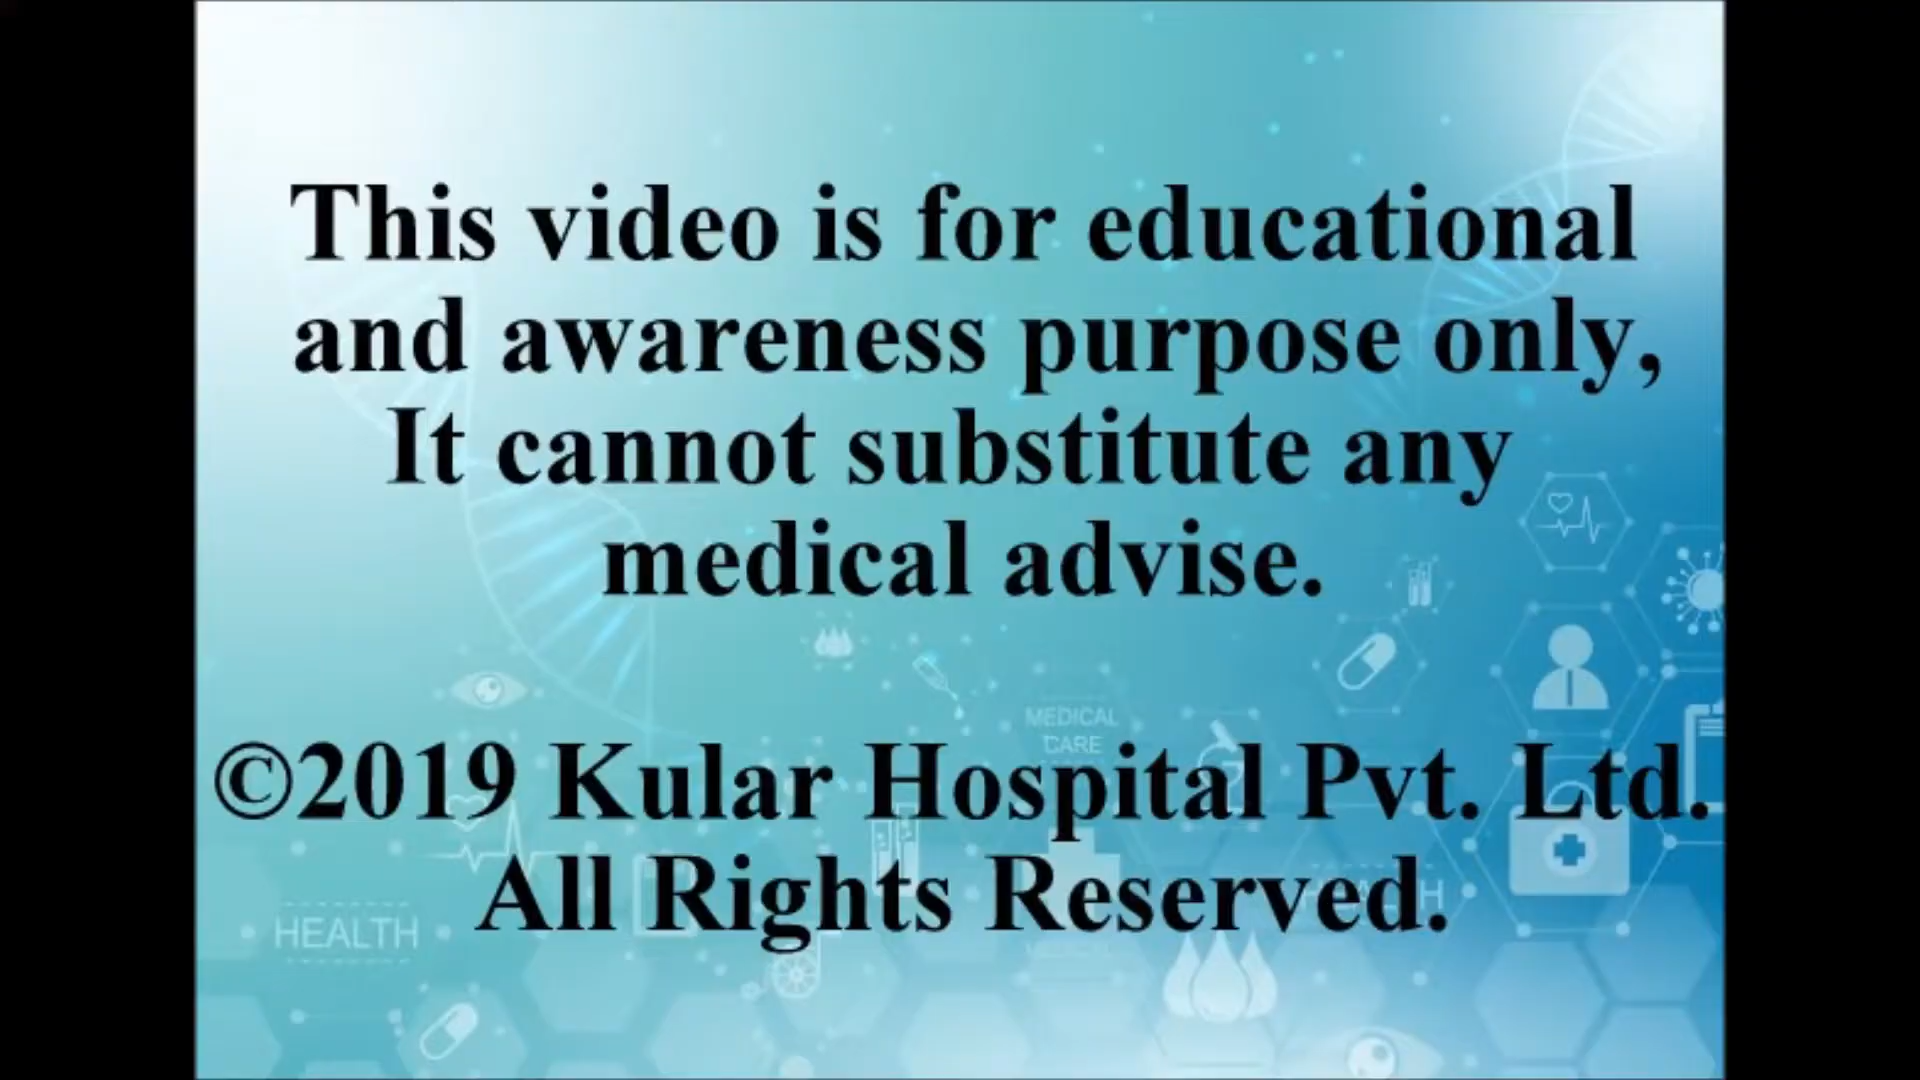 This video is for educational
and awareness purpose only,
It cannot substitute any
medical advise.
MEDICAL
CARE
©2019 Kular Hospital Pvt. Ltd.
All Rights Reserved.
HEALTH